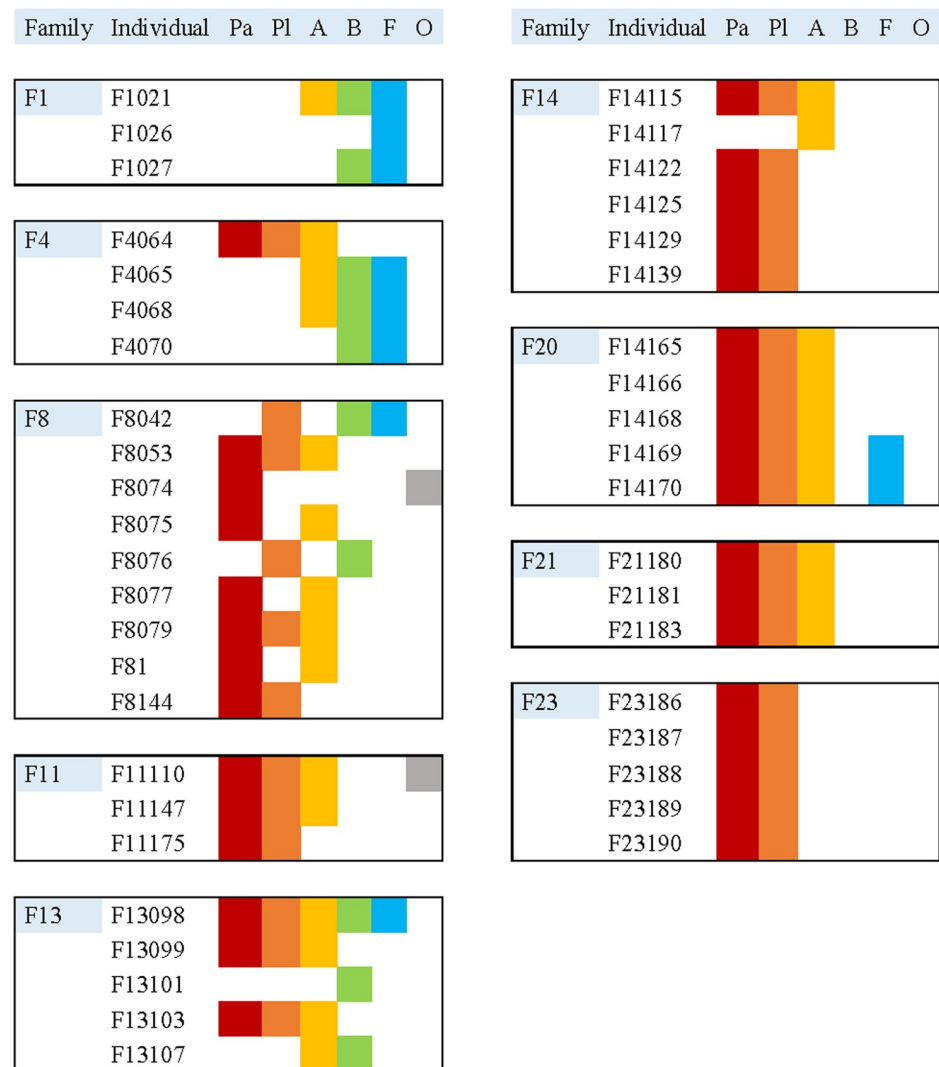 Family Individual Pa Pl A B F O
F1 F1021
F1026
F1027
F4 F4064
F4065
F4068
F4070
F8 F8042
F8053
F8074
F8075
F8076
F8077
F8079
F81
F8144
F11 F11110
F11147
F11175
F13 F13098
F13099
F13101
F13103
F13107
Family Individual Pa Pl A B F O
F14 F14115
F14117
F14122
F14125
F14129
F14139
F20 F14165
F14166
F14168
F14169
F14170
F21 F21180
F21181
F21183
F23 F23186
F23187
F23188
F23189
F23190